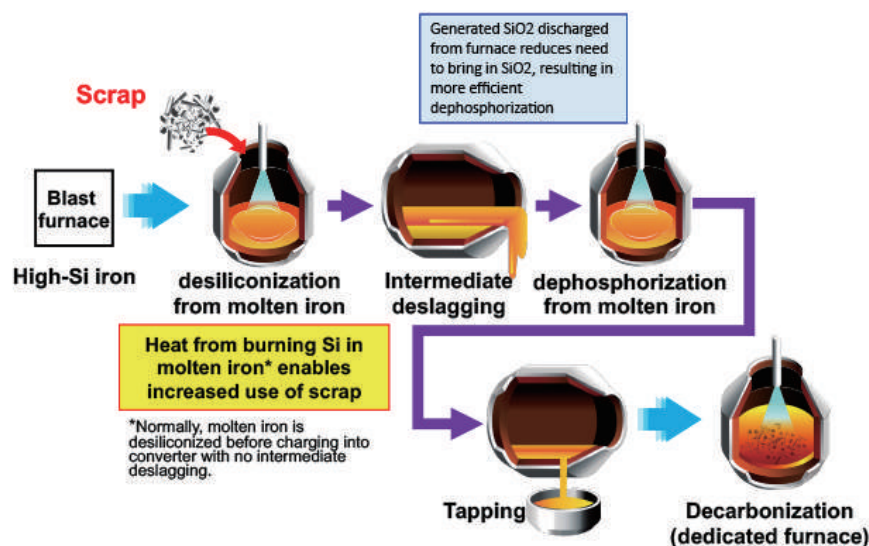 Generated SiO2 discharged
from furnace reduces need
to bring in SiO2, resulting in
more efficient
dephosphorization
Scrap
Blast
furnace
High-Si iron
desiliconization
from molten iron
Intermediate
deslagging
dephosphorization
from molten iron
Heat from burning Si in
molten iron* enables
increased use of scrap
*Normally, molten iron is
desiliconized before charging into
converter with no intermediate
deslagging.
Tapping
Decarbonization
(dedicated furnace)